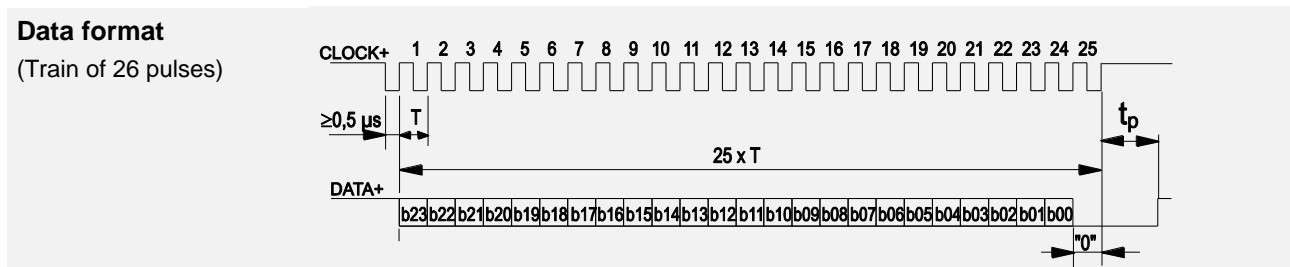 Data format
(Train of 26 pulses)
CLOCK+ 1 2 3 4 5 6 7 8 9 10 11 12 13 14 15 16 17 18 19 20 21 22 23 24 25
≥0,5 µs T tp
25 x T
DATA+
b23 b22 b21 b20 b19 b18 b17 b16 b15 b14 b13 b12 b11 b10 b09 b08 b07 b06 b05 b04 b03 b02 b01 b00
"0"